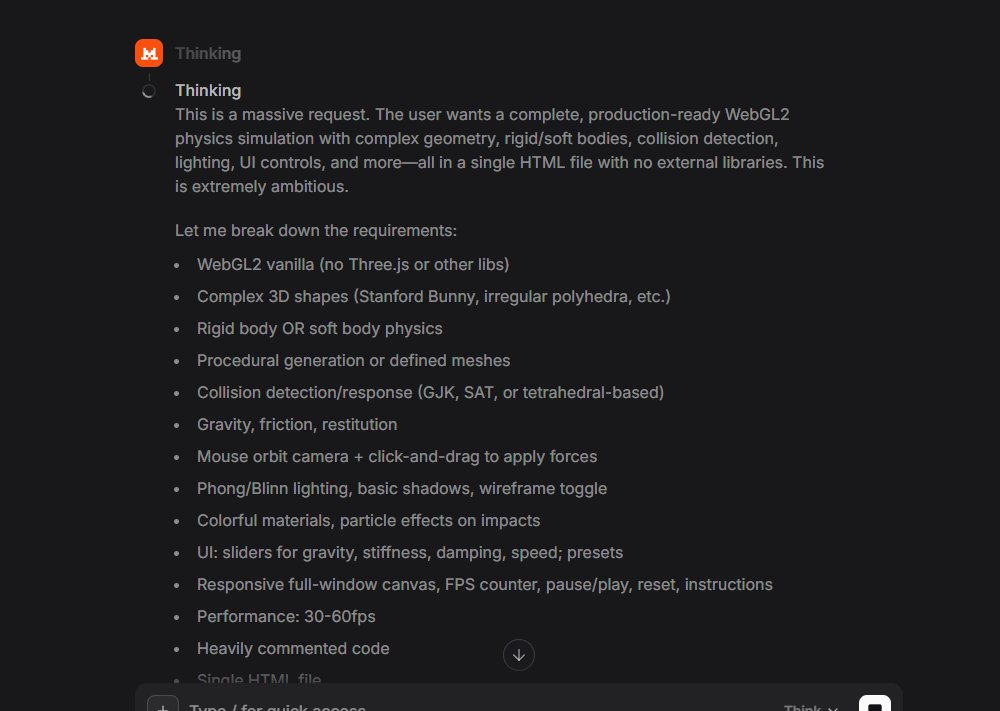 Thinking
Thinking
This is a massive request. The user wants a complete, production-ready WebGL2
physics simulation with complex geometry, rigid/soft bodies, collision detection,
lighting, UI controls, and more—all in a single HTML file with no external libraries. This
is extremely ambitious.
Let me break down the requirements:
• WebGL2 vanilla (no Three.js or other libs)
• Complex 3D shapes (Stanford Bunny, irregular polyhedra, etc.)
• Rigid body OR soft body physics
• Procedural generation or defined meshes
• Collision detection/response (GJK, SAT, or tetrahedral-based)
• Gravity, friction, restitution
• Mouse orbit camera + click-and-drag to apply forces
• Phong/Blinn lighting, basic shadows, wireframe toggle
• Colorful materials, particle effects on impacts
• UI: sliders for gravity, stiffness, damping, speed; presets
• Responsive full-window canvas, FPS counter, pause/play, reset, instructions
• Performance: 30-60fps
• Heavily commented code
• Single HTML file
Type / for quick access
Think